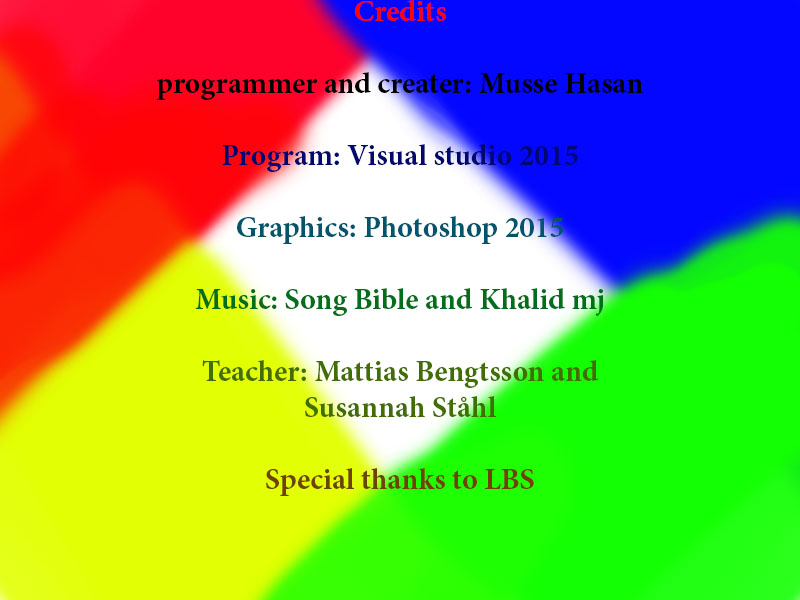 Credits
programmer and creater: Musse Hasan
Program: Visual studio 2015
Graphics: Photoshop 2015
Music: Song Bible and Khalid mj
Teacher: Mattias Bengtsson and
Susannah Ståhl
Special thanks to LBS